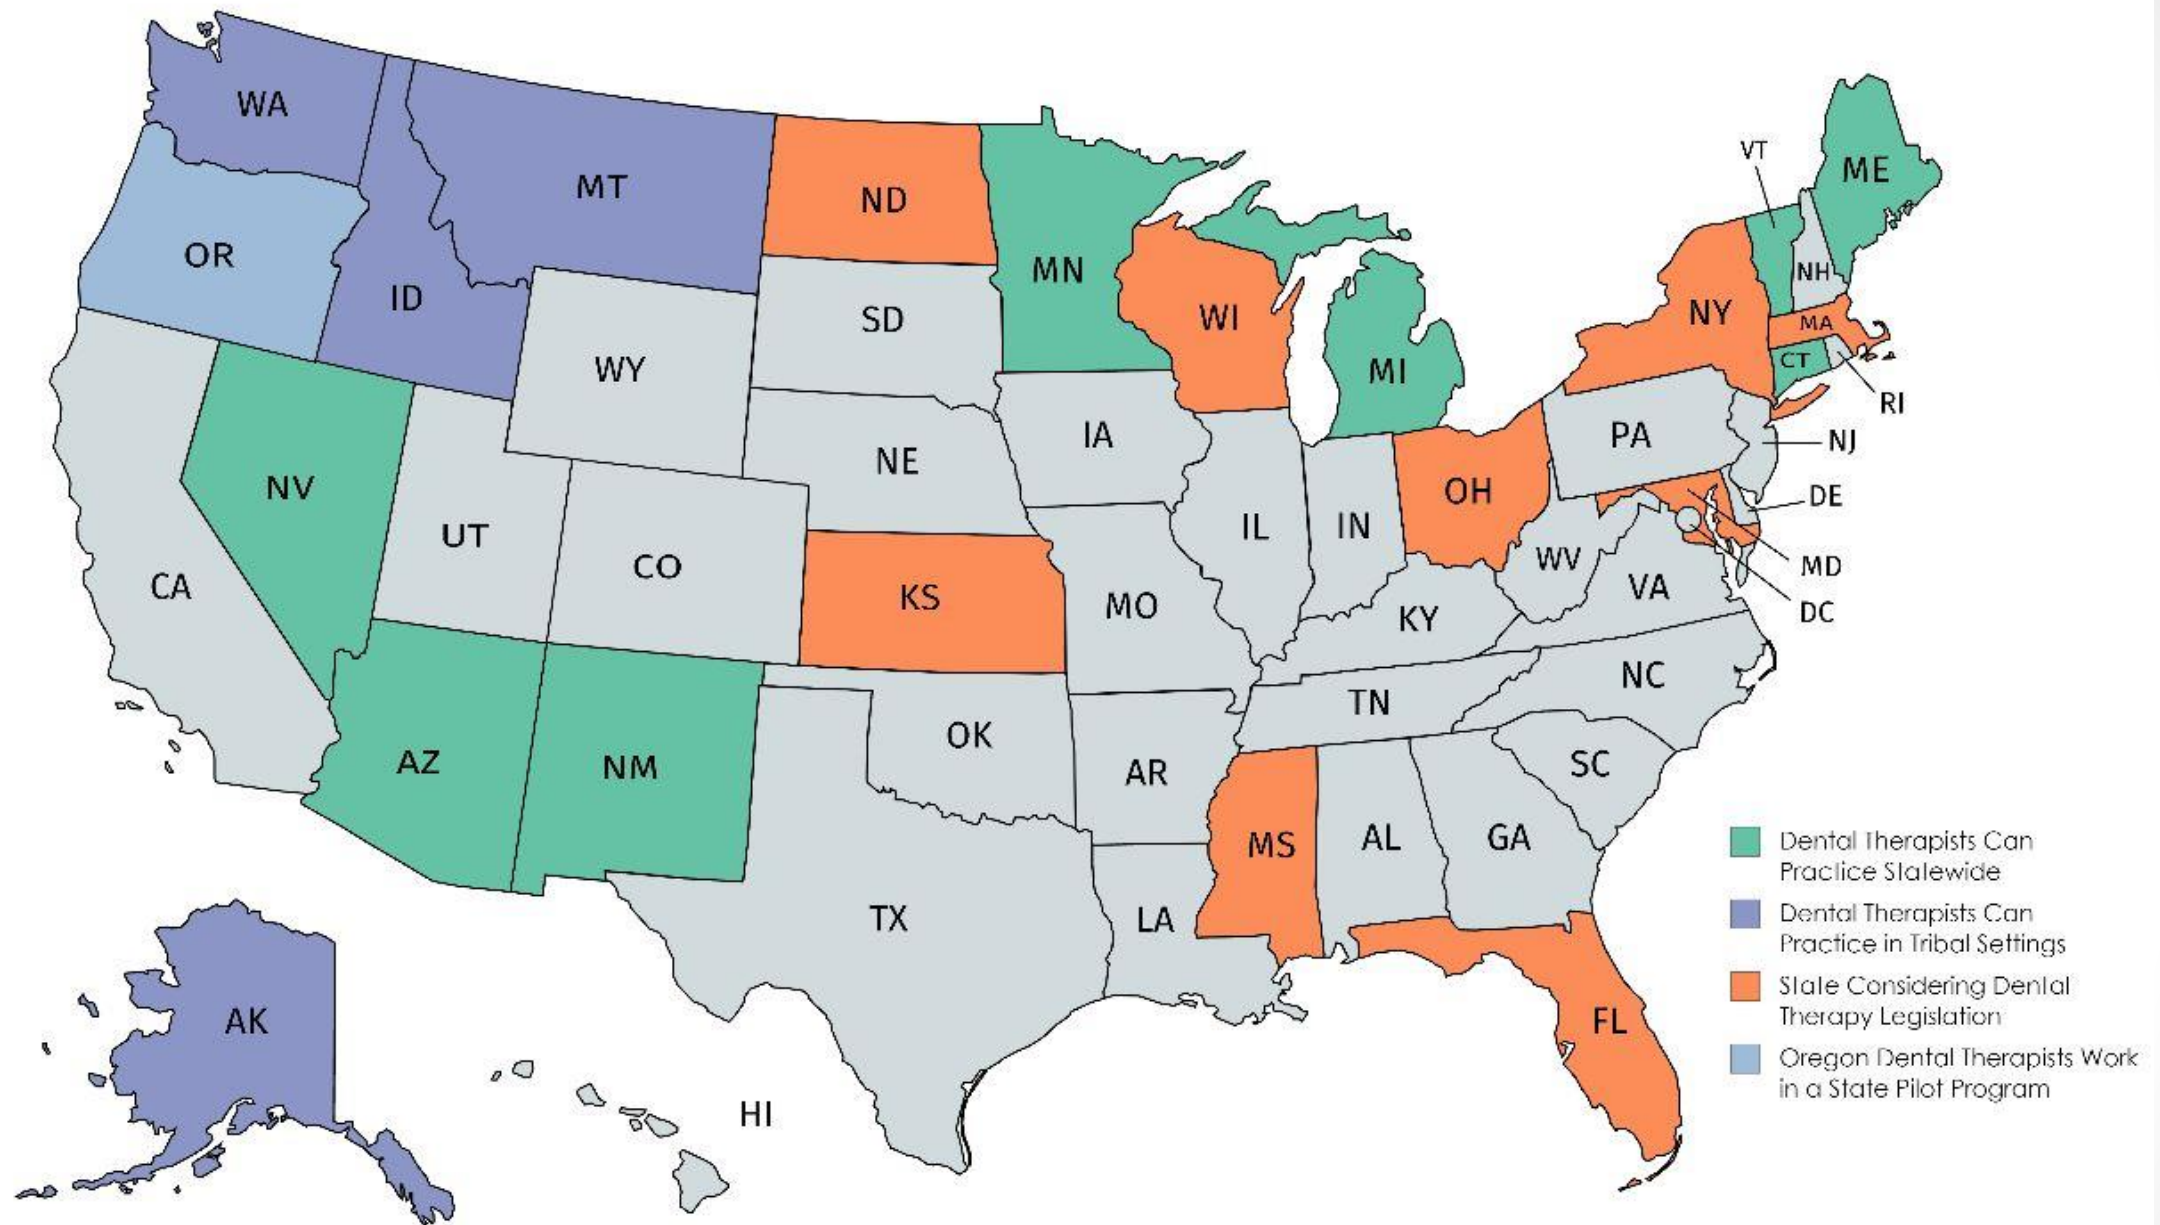 WA
MT
ND
MN
VT
ME
OR
ID
SD
WI
MI
NY
NH
MA
CT
RI
WY
IA
PA
NJ
NE
NV
IL
IN
OH
DE
UT
CO
KS
MO
WV
VA
MD
DC
CA
KY
NC
TN
OK
AR
SC
AZ
NM
MS
AL
GA
TX
LA
FL
AK
HI
Dental Therapists Can
Practice Statewide
Dental Therapists Can
Practice in Tribal Settings
State Considering Dental
Therapy Legislation
Oregon Dental Therapists Work
in a State Pilot Program